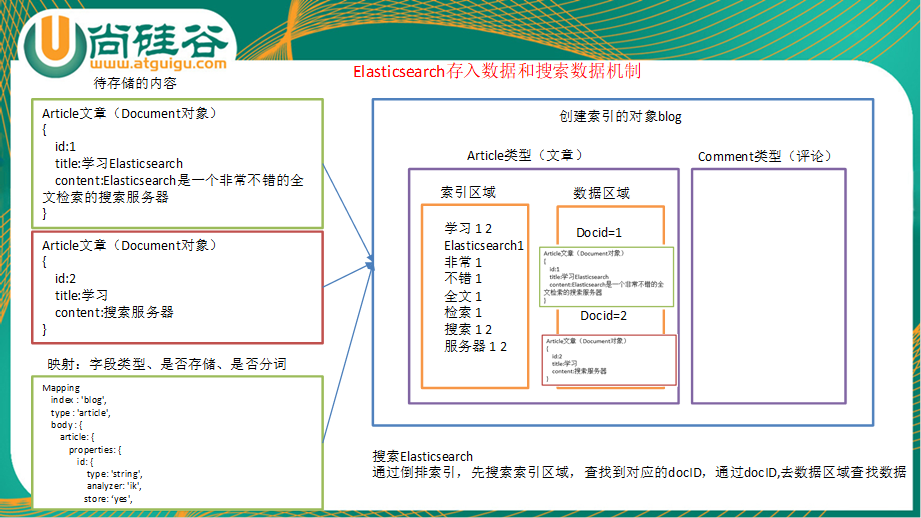 尚硅谷
www.atguigu.com
Elasticsearch存入数据和搜索数据机制
待存储的内容
Article文章（Document对象）
{
id:1
title:学习Elasticsearch
content:Elasticsearch是一个非常不错的全
文检索的搜索服务器
}
Article文章（Document对象）
{
id:2
title:学习
content:搜索服务器
}
映射：字段类型、是否存储、是否分词
Mapping
index : 'blog',
type : 'article',
body : {
article: {
properties: {
id: {
type: 'string',
analyzer: 'ik',
store: 'yes',
创建索引的对象blog
Article类型（文章）
索引区域
学习 1 2
Elasticsearch1
非常 1
不错 1
全文 1
检索 1
搜索 1 2
服务器 1 2
数据区域
Docid=1
Article文章（Document对象）
{
id:1
title:学习Elasticsearch
content:Elasticsearch是一个非常不错的全
文检索的搜索服务器
}
Docid=2
Article文章（Document对象）
{
id:2
title:学习
content:搜索服务器
}
Comment类型（评论）
搜索Elasticsearch
通过倒排索引，先搜索索引区域，查找到对应的docID，通过docID,去数据区域查找数据